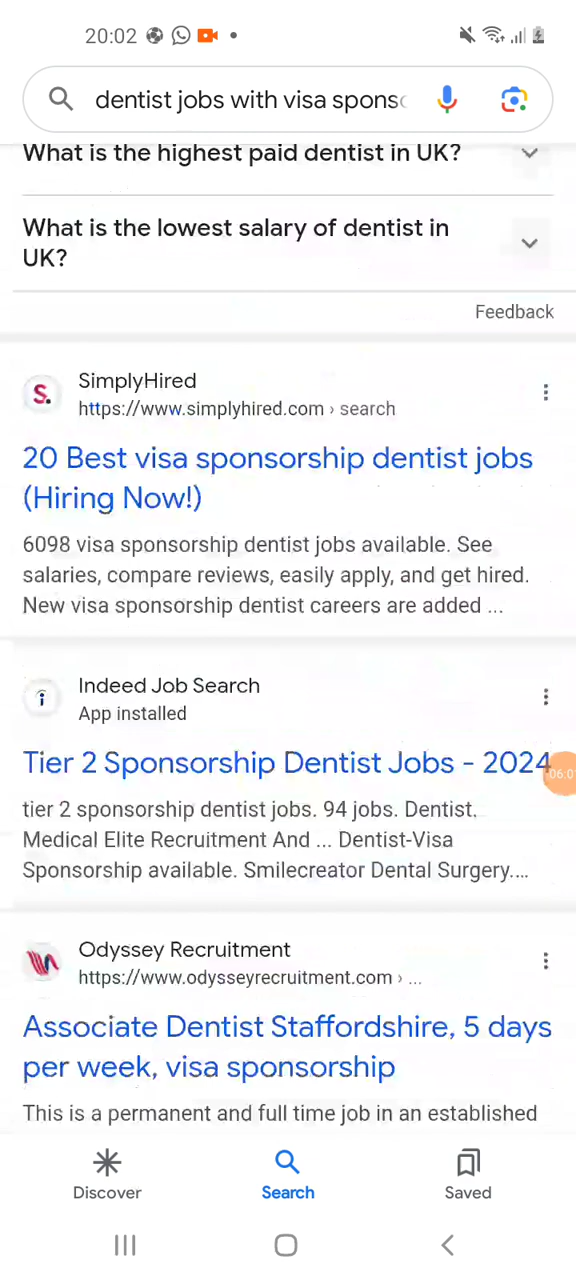 20:02
dentist jobs with visa spons
What is the highest paid dentist in UK?
What is the lowest salary of dentist in
UK?
Feedback
S.
SimplyHired
https://www.simplyhired.com › search
20 Best visa sponsorship dentist jobs
(Hiring Now!)
6098 visa sponsorship dentist jobs available. See
salaries, compare reviews, easily apply, and get hired.
New visa sponsorship dentist careers are added ...
Indeed Job Search
App installed
Tier 2 Sponsorship Dentist Jobs - 2024
06:0
tier 2 sponsorship dentist jobs. 94 jobs. Dentist.
Medical Elite Recruitment And ... Dentist-Visa
Sponsorship available. Smilecreator Dental Surgery....
Odyssey Recruitment
https://www.odysseyrecruitment.com › ...
Associate Dentist Staffordshire, 5 days
per week, visa sponsorship
This is a permanent and full time job in an established
Discover
Search
Saved